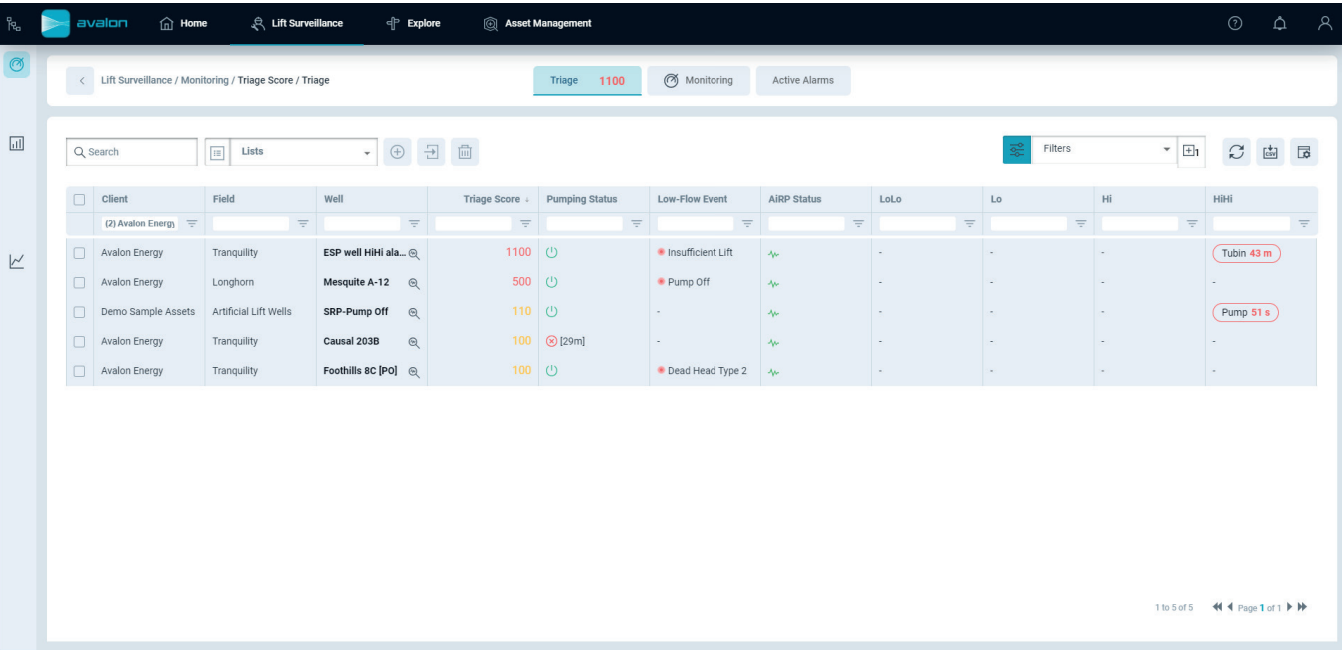 avalon Home Lift Surveillance Explore Asset Management
Lift Surveillance / Monitoring / Triage Score / Triage
Triage 1100 Monitoring Active Alarms
Search Lists Filters 1 CSV
Client Field Well Triage Score Pumping Status Low-Flow Event AiRP Status LoLo Lo Hi HiHi
(2) Avalon Energy
Avalon Energy Tranquility ESP well HiHi ala... 1100 Insufficient Lift - - - Tubin 43 m
Avalon Energy Longhorn Mesquite A-12 500 Pump Off - - - -
Demo Sample Assets Artificial Lift Wells SRP-Pump Off 110 - - - - Pump 51 s
Avalon Energy Tranquility Causal 203B 100 [29m] - - - - -
Avalon Energy Tranquility Foothills 8C [PO] 100 Dead Head Type 2 - - - -
1 to 5 of 5 Page 1 of 1